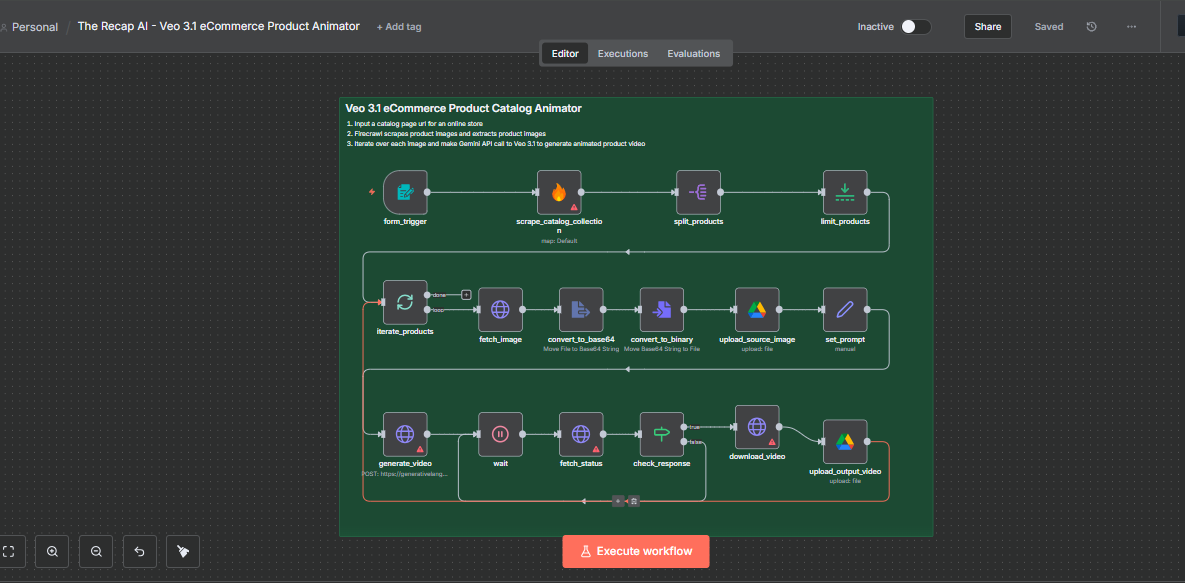 Personal / The Recap AI - Veo 3.1 eCommerce Product Animator + Add tag
Inactive
Share
Saved
Editor Executions Evaluations
Veo 3.1 eCommerce Product Catalog Animator
1. Input a catalog page url for an online store
2. Firecrawl scrapes product images and extracts product images
3. Iterate over each image and make Gemini API call to Veo 3.1 to generate animated product video
form_trigger
scrape_catalog_collectio
n
map: Default
split_products
limit_products
done
loop
iterate_products
fetch_image
convert_to_base64
Move File to Base64 String
convert_to_binary
Move Base64 String to File
upload_source_image
upload: file
set_prompt
manual
generate_video
POST: https://generativelang...
wait
fetch_status
true
false
check_response
download_video
upload_output_video
upload: file
Execute workflow